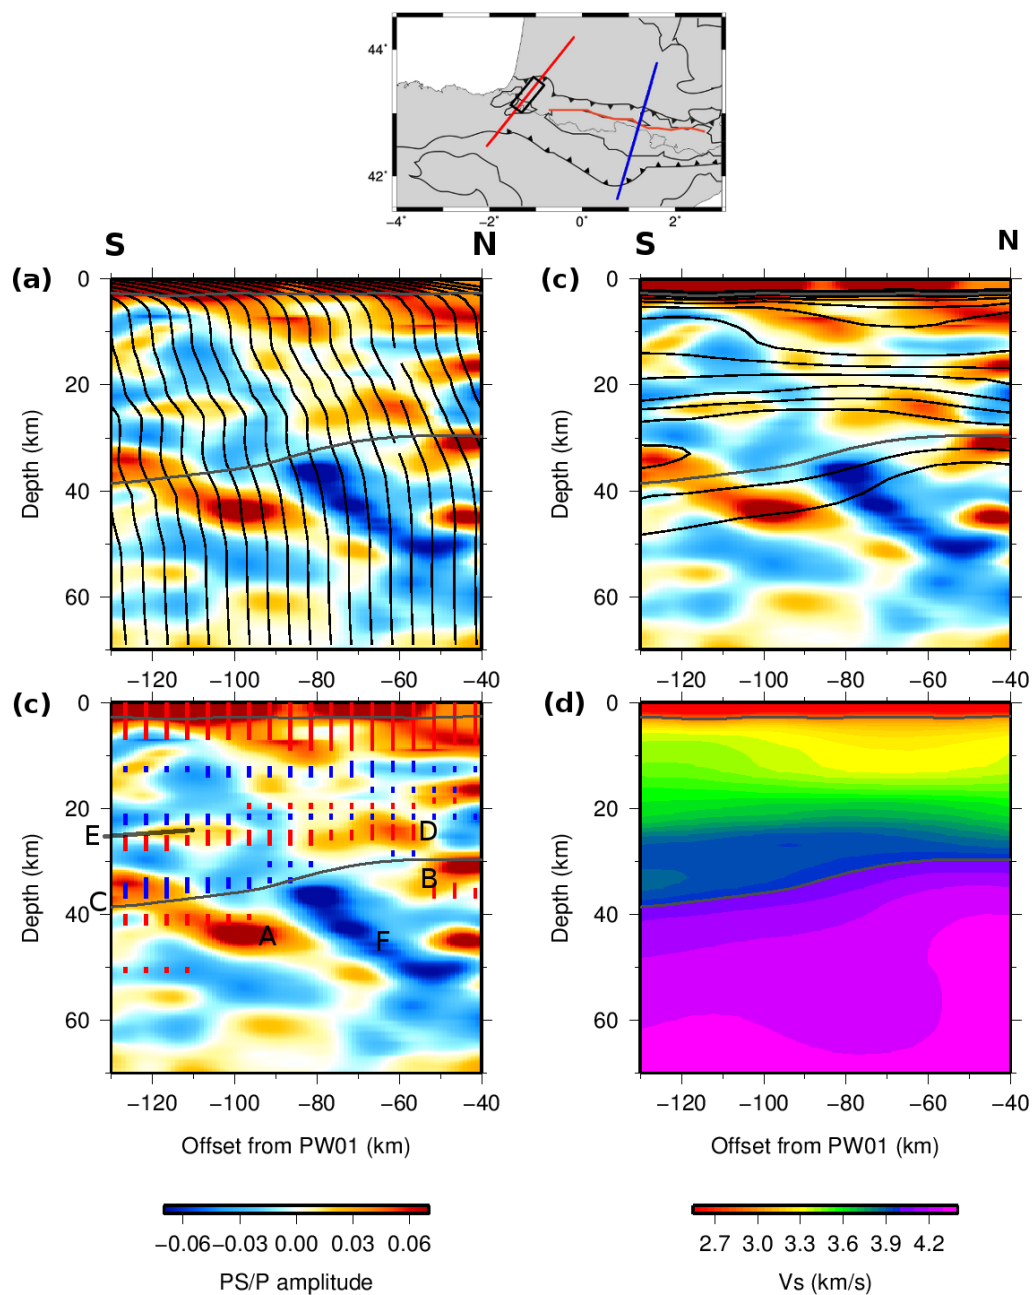 44°
42°
−4° −2° 0° 2°
S N S N
(a) (c)
0 0
20 20
40 40
60 60
Depth (km) Depth (km)
−120 −100 −80 −60 −40 −120 −100 −80 −60 −40
(c) (d)
0 0
20 20
40 40
60 60
Depth (km) Depth (km)
E D
B
C
A F
−120 −100 −80 −60 −40 −120 −100 −80 −60 −40
Offset from PW01 (km) Offset from PW01 (km)
−0.06 −0.03 0.00 0.03 0.06 2.7 3.0 3.3 3.6 3.9 4.2
PS/P amplitude Vs (km/s)